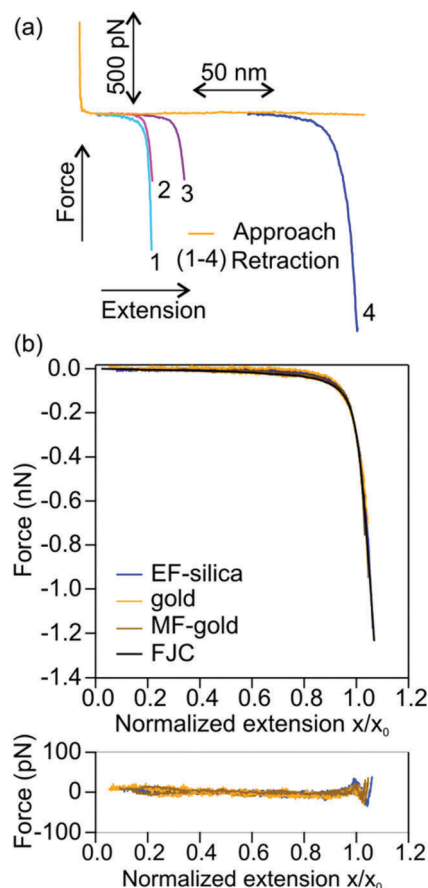 (a)
500 pN
50 nm
Force
2
3
1
Approach
(1-4) Retraction
Extension
4
(b)
0.0
-0.2
-0.4
-0.6
-0.8
-1.0
-1.2
-1.4
Force (nN)
EF-silica
gold
MF-gold
FJC
0.0 0.2 0.4 0.6 0.8 1.0 1.2
Normalized extension x/x₀
100
0
-100
Force (pN)
0.0 0.2 0.4 0.6 0.8 1.0 1.2
Normalized extension x/x₀